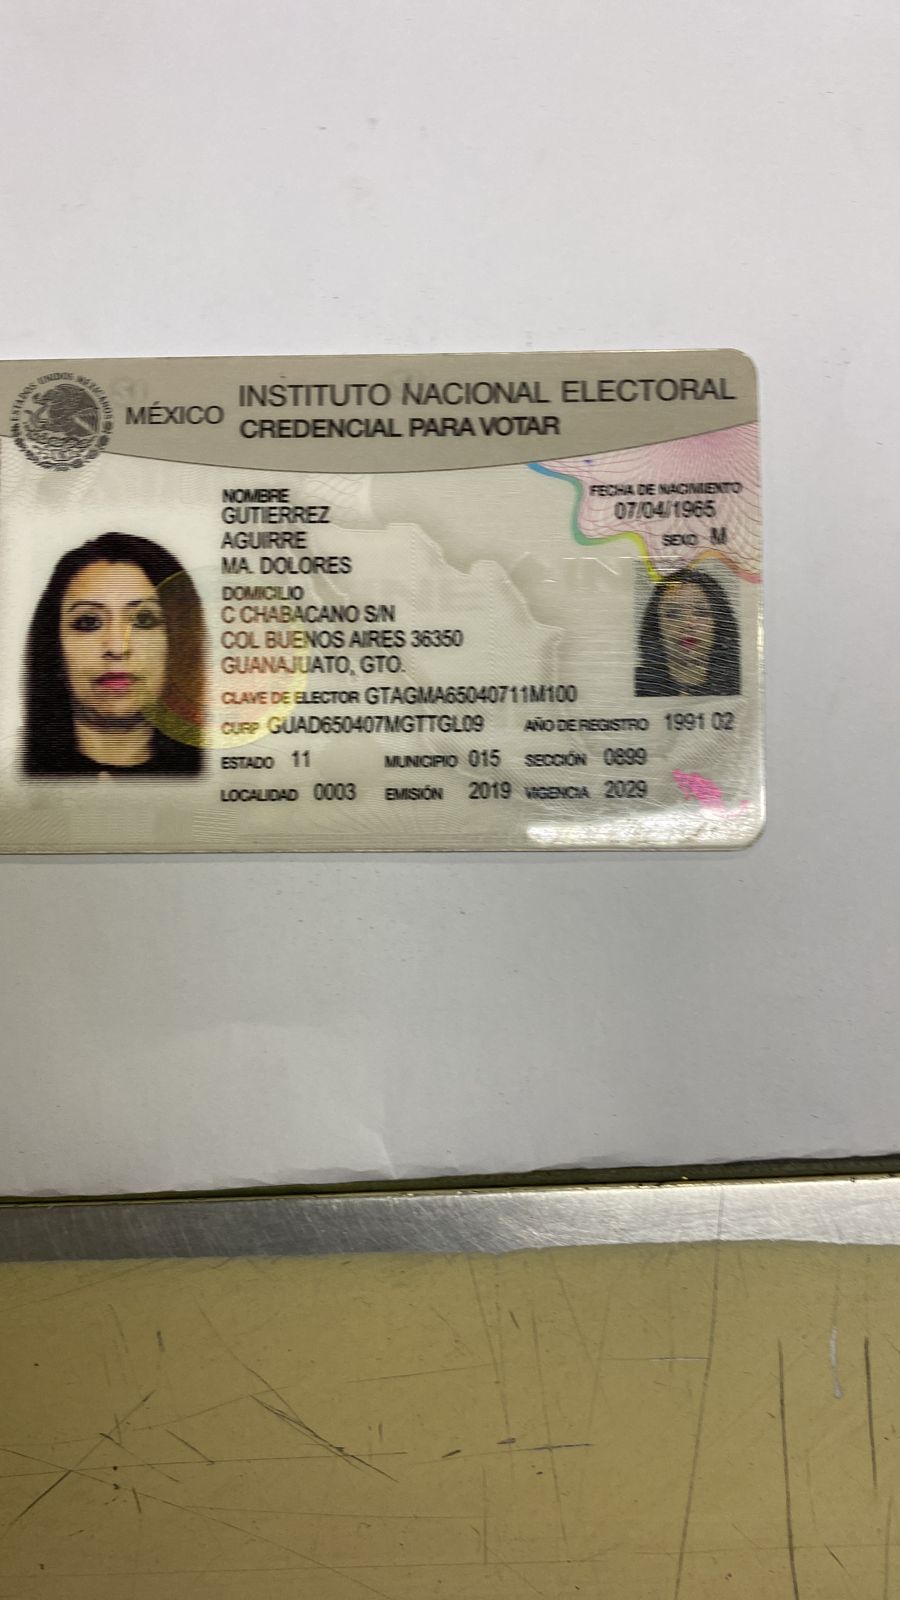 ESTADOS UNIDOS MEXICANOS
MÉXICO
INSTITUTO NACIONAL ELECTORAL
CREDENCIAL PARA VOTAR
NOMBRE
GUTIERREZ
AGUIRRE
MA. DOLORES
FECHA DE NACIMIENTO
07/04/1965
SEXO M
DOMICILIO
C CHABACANO S/N
COL BUENOS AIRES 36350
GUANAJUATO, GTO.
CLAVE DE ELECTOR GTAGMA65040711M100
CURP GUAD650407MGTTGL09 AÑO DE REGISTRO 1991 02
ESTADO 11 MUNICIPIO 015 SECCIÓN 0899
LOCALIDAD 0003 EMISIÓN 2019 VIGENCIA 2029